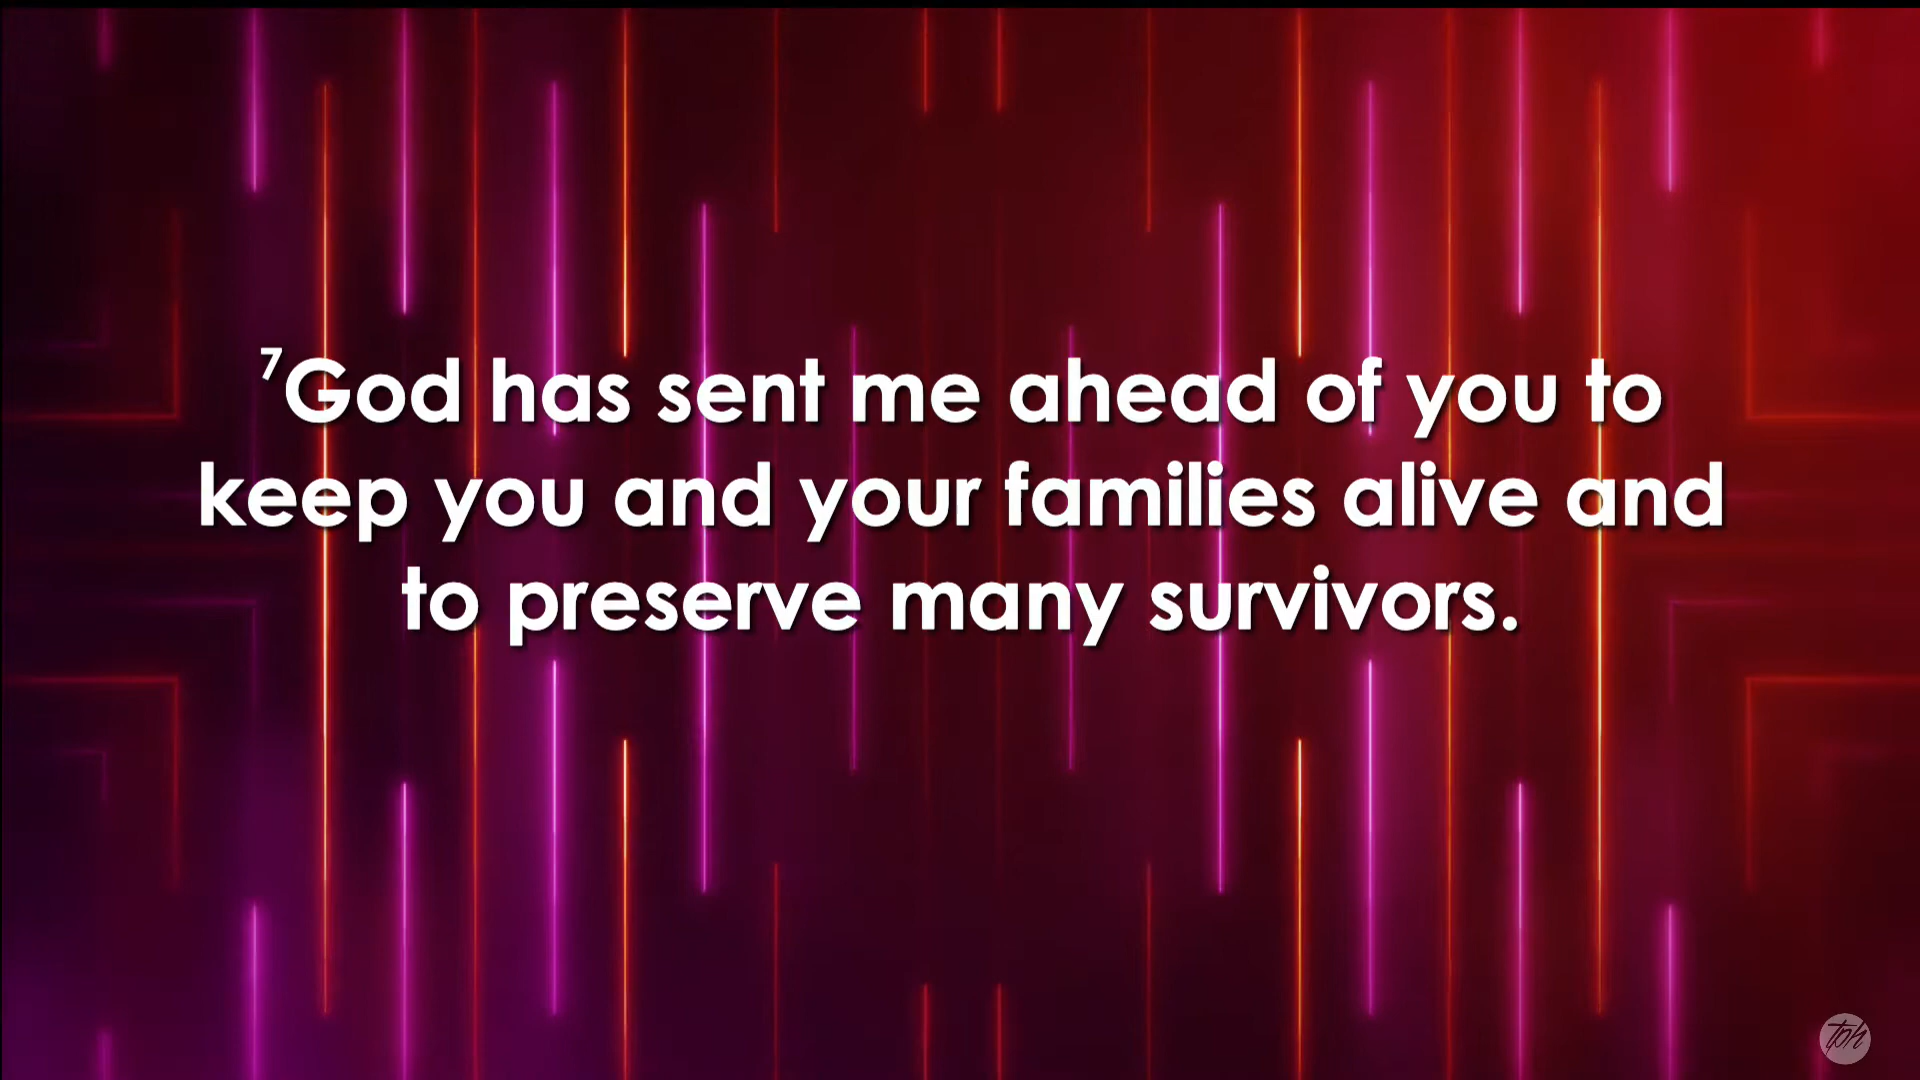 ⁷God has sent me ahead of you to
keep you and your families alive and
to preserve many survivors.
tph